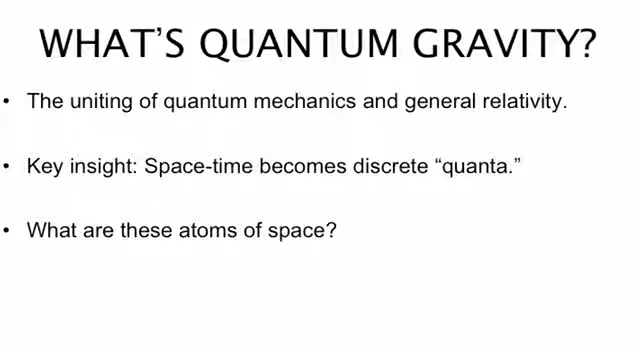 WHAT'S QUANTUM GRAVITY?
• The uniting of quantum mechanics and general relativity.
• Key insight: Space-time becomes discrete “quanta.”
• What are these atoms of space?